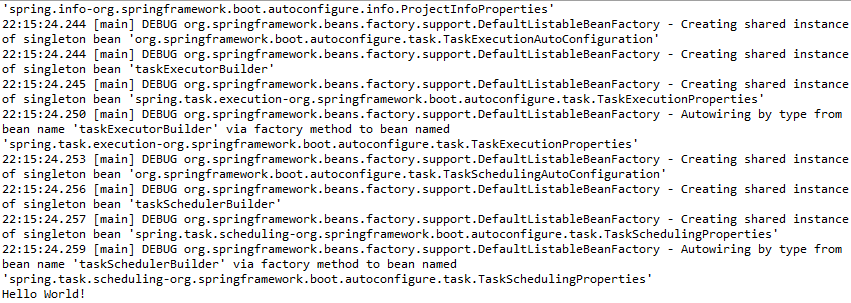 'spring.info-org.springframework.boot.autoconfigure.info.ProjectInfoProperties'
22:15:24.244 [main] DEBUG org.springframework.beans.factory.support.DefaultListableBeanFactory - Creating shared instance
of singleton bean 'org.springframework.boot.autoconfigure.task.TaskExecutionAutoConfiguration'
22:15:24.244 [main] DEBUG org.springframework.beans.factory.support.DefaultListableBeanFactory - Creating shared instance
of singleton bean 'taskExecutorBuilder'
22:15:24.245 [main] DEBUG org.springframework.beans.factory.support.DefaultListableBeanFactory - Creating shared instance
of singleton bean 'spring.task.execution-org.springframework.boot.autoconfigure.task.TaskExecutionProperties'
22:15:24.250 [main] DEBUG org.springframework.beans.factory.support.DefaultListableBeanFactory - Autowiring by type from
bean name 'taskExecutorBuilder' via factory method to bean named
'spring.task.execution-org.springframework.boot.autoconfigure.task.TaskExecutionProperties'
22:15:24.253 [main] DEBUG org.springframework.beans.factory.support.DefaultListableBeanFactory - Creating shared instance
of singleton bean 'org.springframework.boot.autoconfigure.task.TaskSchedulingAutoConfiguration'
22:15:24.256 [main] DEBUG org.springframework.beans.factory.support.DefaultListableBeanFactory - Creating shared instance
of singleton bean 'taskSchedulerBuilder'
22:15:24.257 [main] DEBUG org.springframework.beans.factory.support.DefaultListableBeanFactory - Creating shared instance
of singleton bean 'spring.task.scheduling-org.springframework.boot.autoconfigure.task.TaskSchedulingProperties'
22:15:24.259 [main] DEBUG org.springframework.beans.factory.support.DefaultListableBeanFactory - Autowiring by type from
bean name 'taskSchedulerBuilder' via factory method to bean named
'spring.task.scheduling-org.springframework.boot.autoconfigure.task.TaskSchedulingProperties'
Hello World!